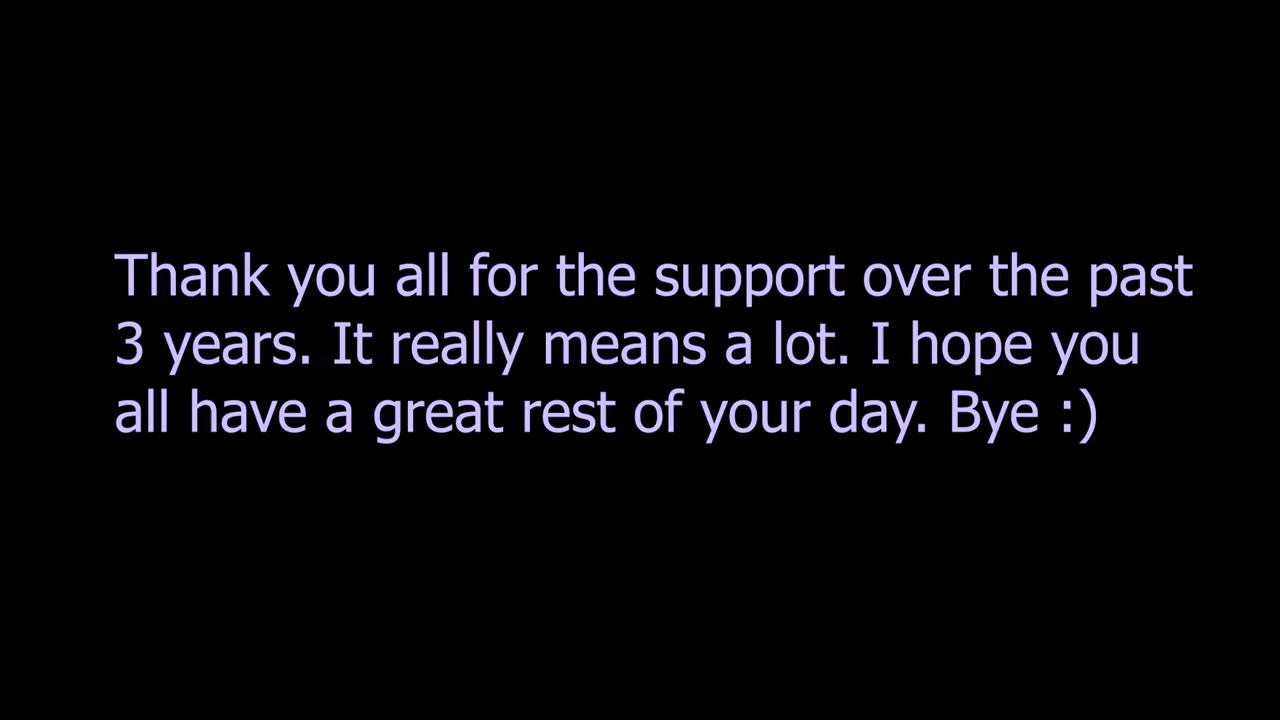 Thank you all for the support over the past
3 years. It really means a lot. I hope you
all have a great rest of your day. Bye :)